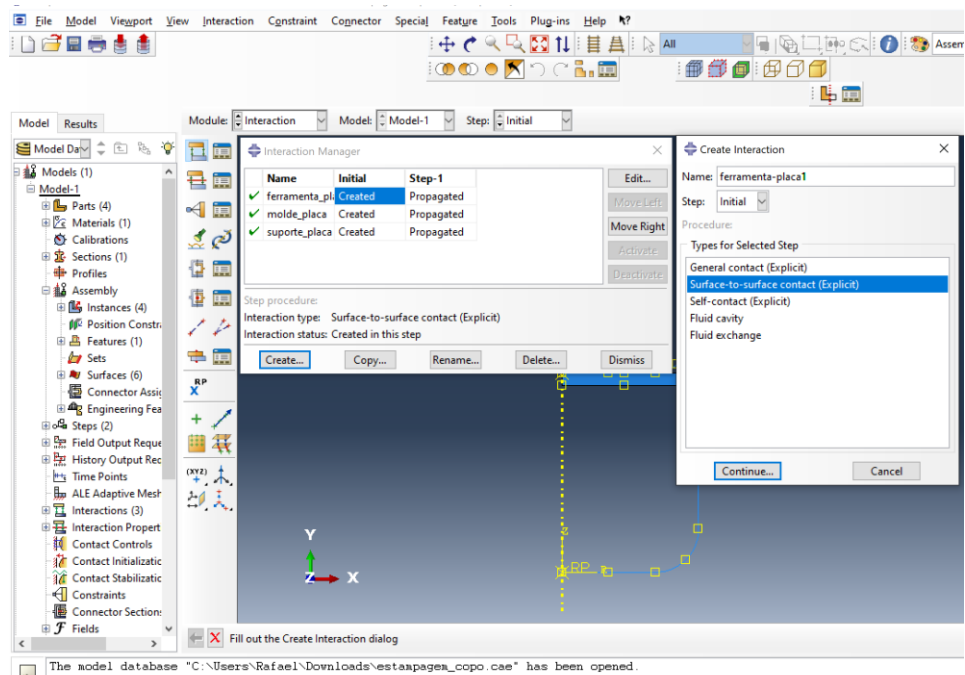 File Model Viewport View Interaction Constraint Connector Special Feature Tools Plug-ins Help
All
Assem
Model Results
Module: Interaction Model: Model-1 Step: Initial
Model Da
Models (1)
Model-1
Parts (4)
Materials (1)
Calibrations
Sections (1)
Profiles
Assembly
Instances (4)
Position Constr
Features (1)
Sets
Surfaces (6)
Connector Assig
Engineering Fea
Steps (2)
Field Output Reque
History Output Rec
Time Points
ALE Adaptive Mesh
Interactions (3)
Interaction Propert
Contact Controls
Contact Initializatic
Contact Stabilizatic
Constraints
Connector Section:
Fields
RP
(XYZ)
Interaction Manager
Name Initial Step-1
ferramenta_pl Created Propagated
molde_placa Created Propagated
suporte_placa Created Propagated
Edit...
Move Left
Move Right
Activate
Deactivate
Step procedure:
Interaction type: Surface-to-surface contact (Explicit)
Interaction status: Created in this step
Create... Copy... Rename... Delete... Dismiss
Create Interaction
Name: ferramenta-placa1
Step: Initial
Procedure:
Types for Selected Step
General contact (Explicit)
Surface-to-surface contact (Explicit)
Self-contact (Explicit)
Fluid cavity
Fluid exchange
Continue... Cancel
Y
Z X
RP
Fill out the Create Interaction dialog
The model database "C:\Users\Rafael\Downloads\estampagem_copo.cae" has been opened.